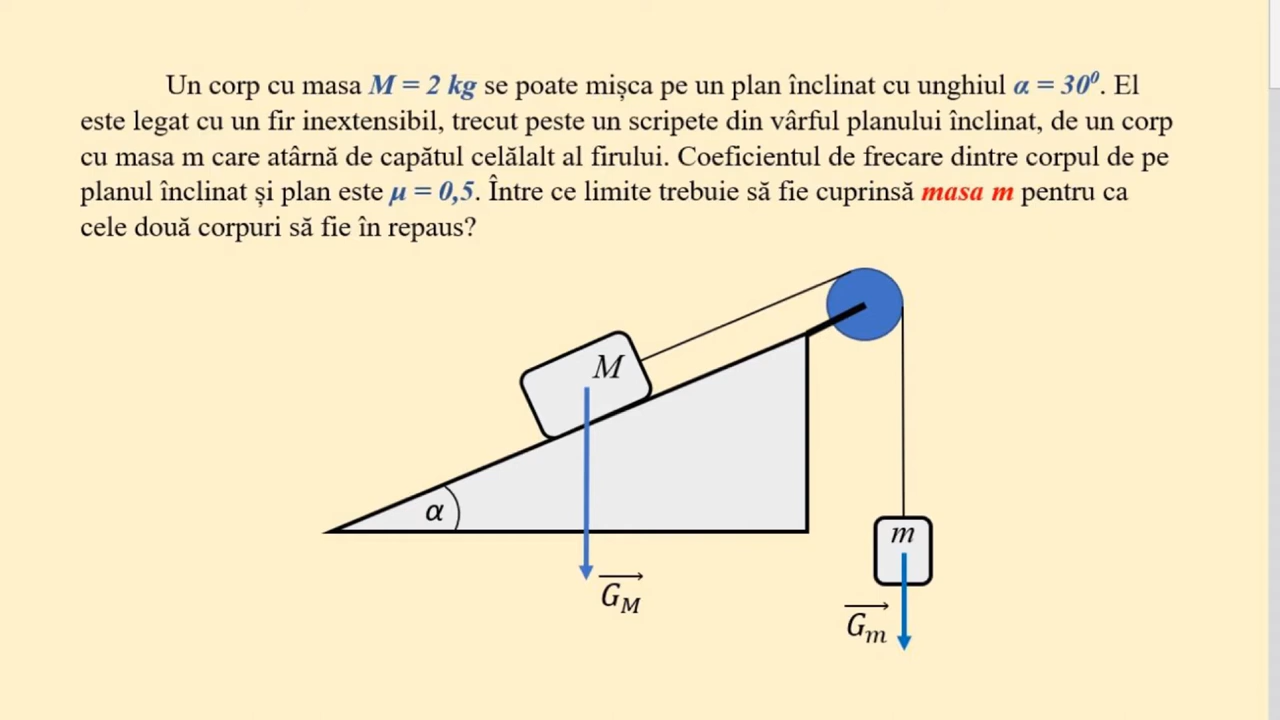 Un corp cu masa M = 2 kg se poate mișca pe un plan înclinat cu unghiul α = 30⁰. El
este legat cu un fir inextensibil, trecut peste un scripete din vârful planului înclinat, de un corp
cu masa m care atârnă de capătul celălalt al firului. Coeficientul de frecare dintre corpul de pe
planul înclinat și plan este μ = 0,5. Între ce limite trebuie să fie cuprinsă masa m pentru ca
cele două corpuri să fie în repaus?
M
α
m
G_M
G_m